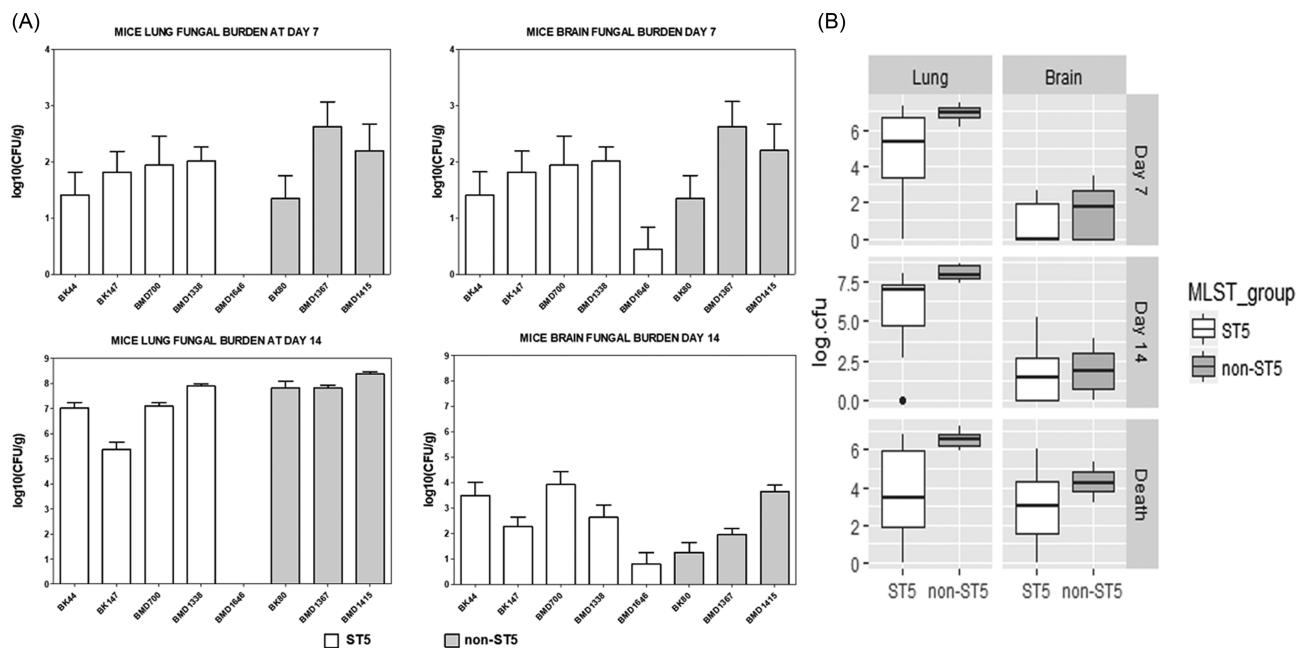 (A)
MICE LUNG FUNGAL BURDEN AT DAY 7
log10(CFU/g)
4
3
2
1
0
BK44
BK147
BMD700
BMD1338
BMD1646
BK80
BMD1367
BMD1415
MICE BRAIN FUNGAL BURDEN DAY 7
log10(CFU/g)
4
3
2
1
0
BK44
BK147
BMD700
BMD1338
BMD1646
BK80
BMD1367
BMD1415
MICE LUNG FUNGAL BURDEN AT DAY 14
log10(CFU/g)
9
8
7
6
5
4
3
2
1
0
BK44
BK147
BMD700
BMD1338
BMD1646
BK80
BMD1367
BMD1415
MICE BRAIN FUNGAL BURDEN DAY 14
log10(CFU/g)
9
8
7
6
5
4
3
2
1
0
BK44
BK147
BMD700
BMD1338
BMD1646
BK80
BMD1367
BMD1415
ST5
non-ST5
(B)
Lung
Brain
6
4
2
0
Day 7
log.cfu
7.5
5.0
2.5
0.0
Day 14
6
4
2
0
Death
ST5 non-ST5
ST5 non-ST5
MLST_group
ST5
non-ST5